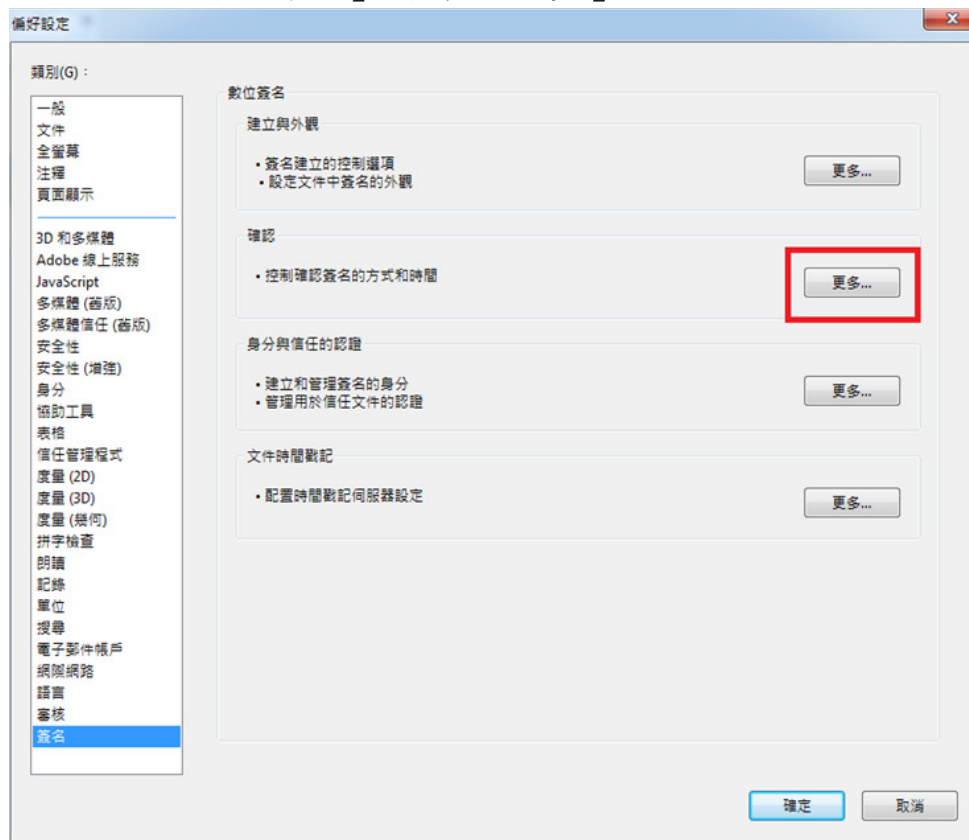 偏好設定
類別(G)：
一般
文件
全螢幕
注釋
頁面顯示
3D 和多媒體
Adobe 線上服務
JavaScript
多媒體 (舊版)
多媒體信任 (舊版)
安全性
安全性 (增強)
身分
協助工具
表格
信任管理程式
度量 (2D)
度量 (3D)
度量 (幾何)
拼字檢查
朗讀
記錄
單位
搜尋
電子郵件帳戶
網際網路
語言
審核
簽名
數位簽名
建立與外觀
• 簽名建立的控制選項
• 設定文件中簽名的外觀
更多...
確認
• 控制確認簽名的方式和時間
更多...
身分與信任的認證
• 建立和管理簽名的身分
• 管理用於信任文件的認證
更多...
文件時間戳記
• 配置時間戳記伺服器設定
更多...
確定
取消